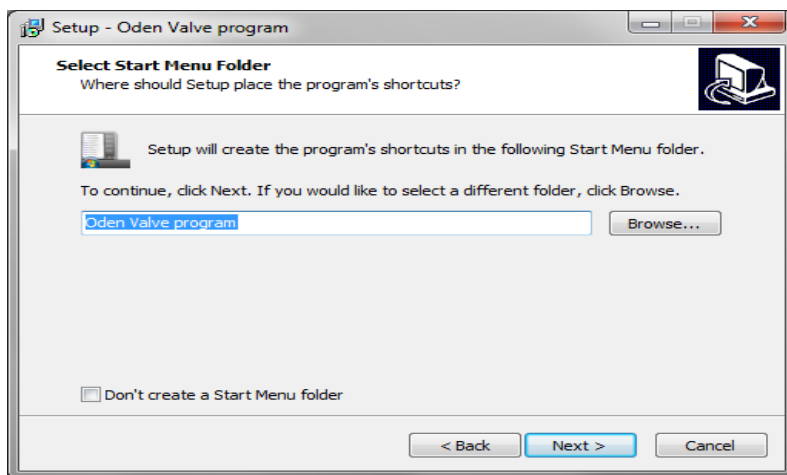 Setup - Oden Valve program
Select Start Menu Folder
Where should Setup place the program's shortcuts?
Setup will create the program's shortcuts in the following Start Menu folder.
To continue, click Next. If you would like to select a different folder, click Browse.
Oden Valve program
Browse...
Don't create a Start Menu folder
< Back
Next >
Cancel